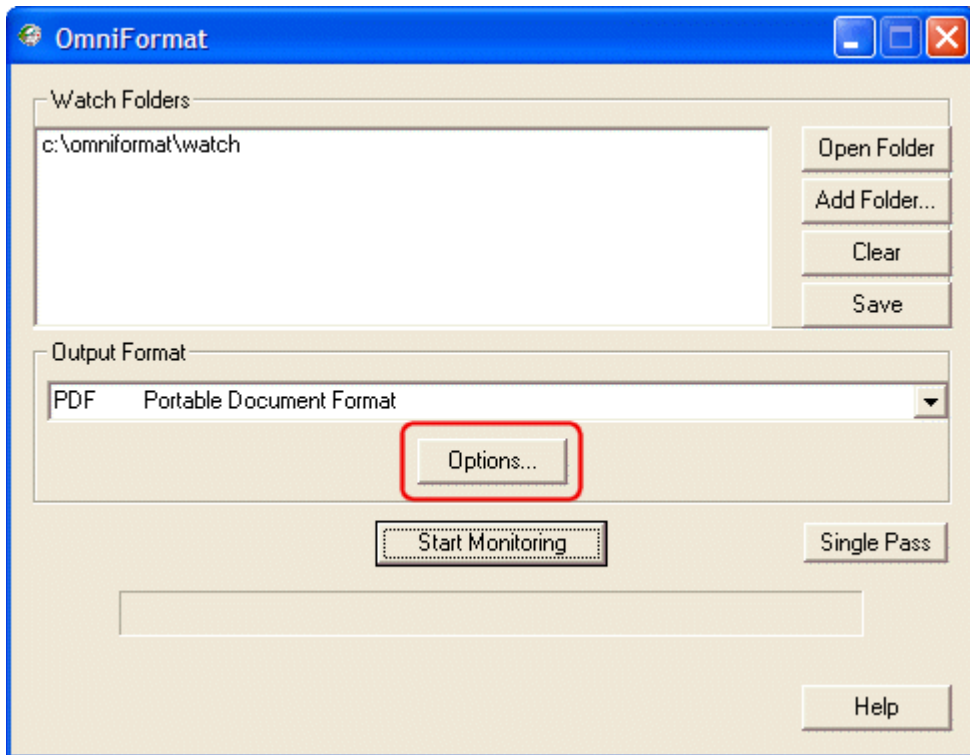 OmniFormat
Watch Folders
c:\omniformat\watch
Open Folder
Add Folder...
Clear
Save
Output Format
PDF Portable Document Format
Options...
Start Monitoring
Single Pass
Help